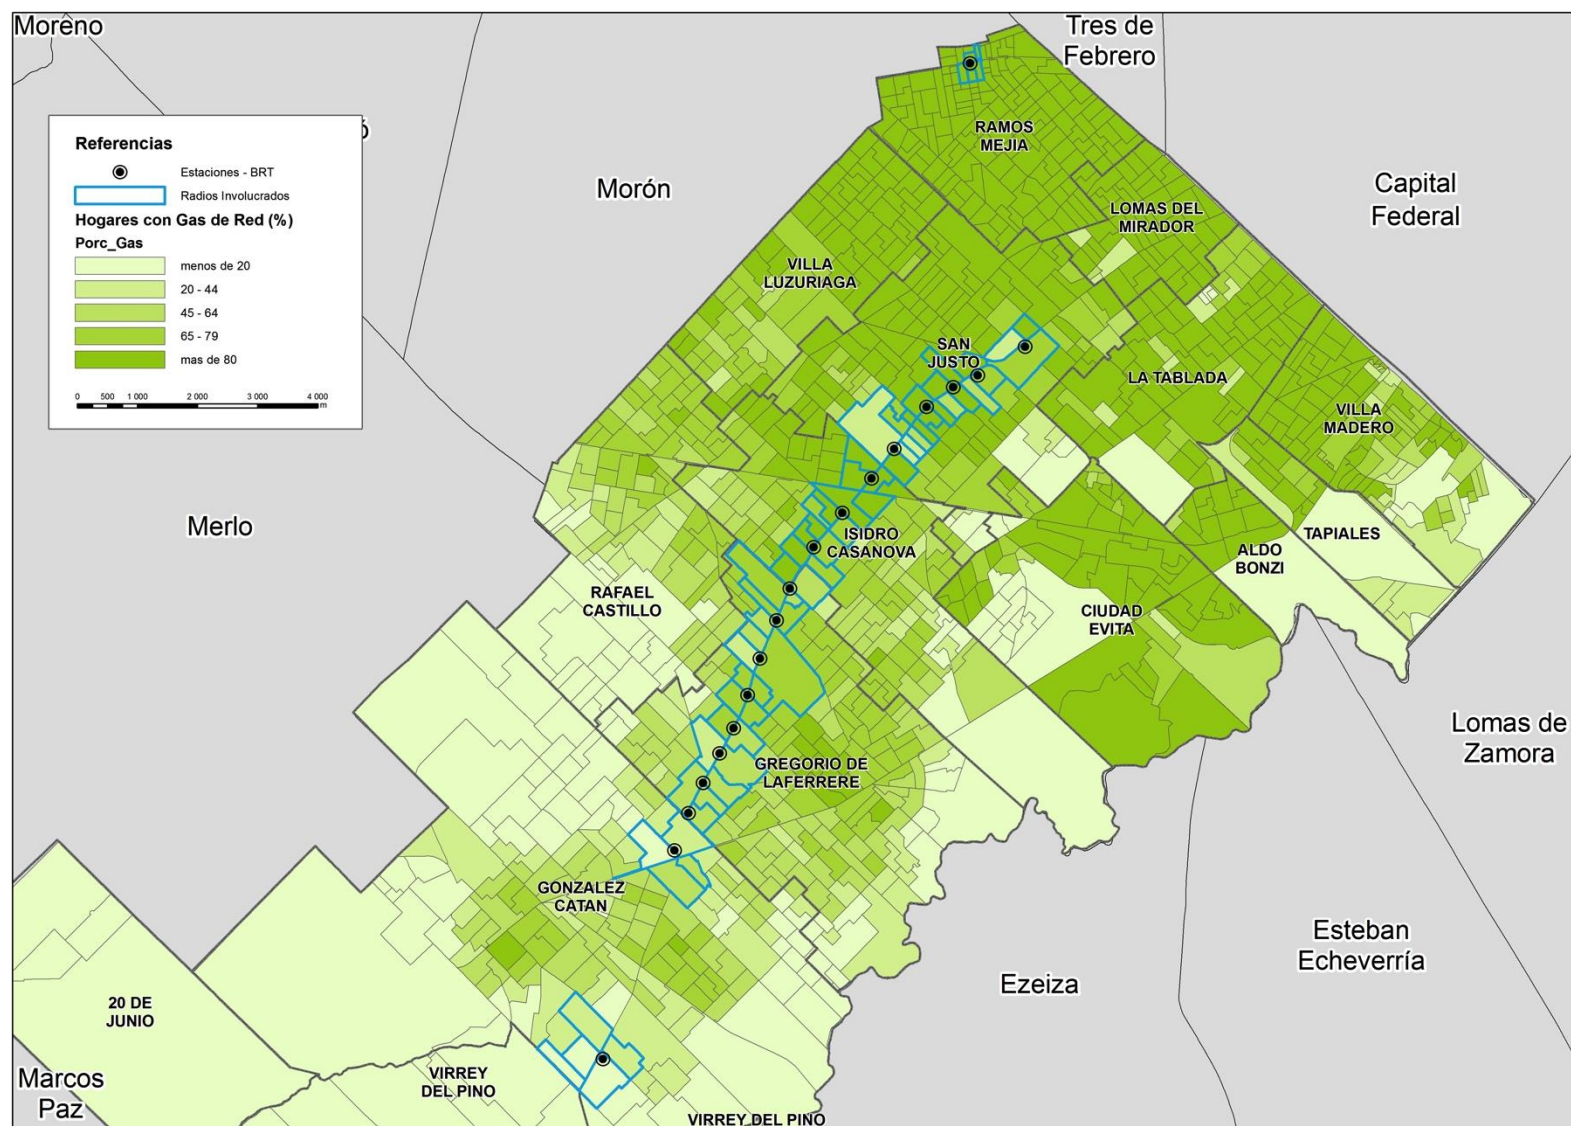 Moreno
Tres de
Febrero
RAMOS
MEJIA
Referencias
Estaciones - BRT
Radios Involucrados
Hogares con Gas de Red (%)
Porc_Gas
menos de 20
20 - 44
45 - 64
65 - 79
mas de 80
0 500 1 000 2 000 3 000 4 000
m
Morón
Capital
Federal
LOMAS DEL
MIRADOR
VILLA
LUZURIAGA
SAN
JUSTO
LA TABLADA
VILLA
MADERO
Merlo
ISIDRO
CASANOVA
TAPIALES
ALDO
BONZI
RAFAEL
CASTILLO
CIUDAD
EVITA
Lomas de
Zamora
GREGORIO DE
LAFERRERE
GONZALEZ
CATAN
Esteban
Echeverría
Ezeiza
20 DE
JUNIO
Marcos
Paz
VIRREY
DEL PINO
VIRREY DEL PINO